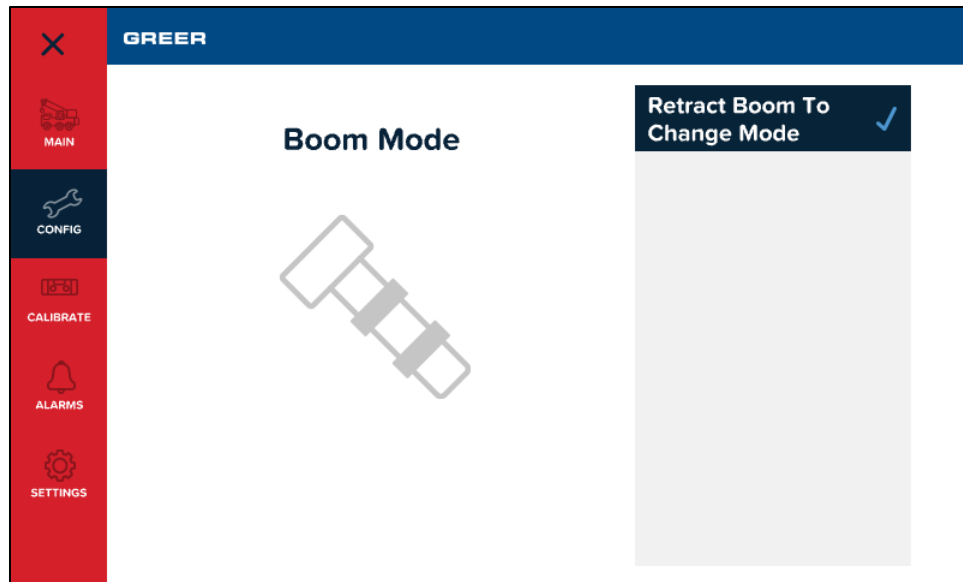 GREER
MAIN
CONFIG
CALIBRATE
ALARMS
SETTINGS
Boom Mode
Retract Boom To
Change Mode